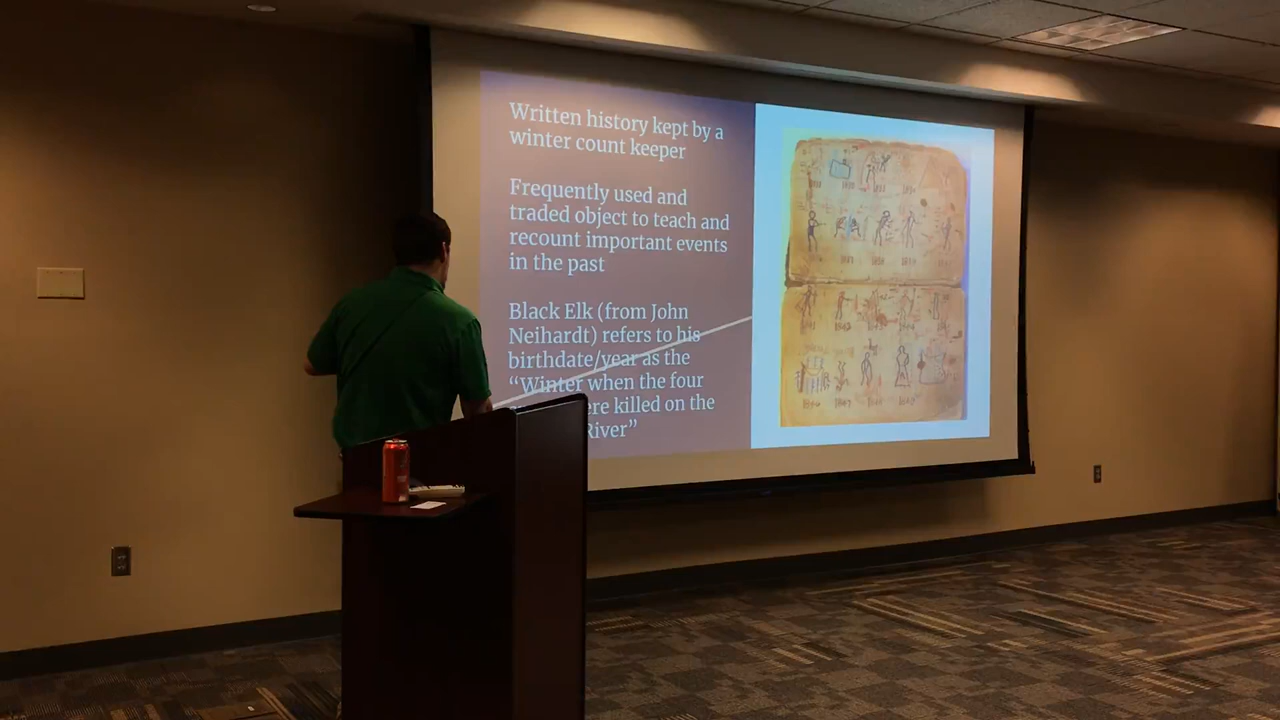 Written history kept by a
winter count keeper
Frequently used and
traded object to teach and
recount important events
in the past
Black Elk (from John
Neihardt) refers to his
birthdate/year as the
“Winter when the four
ere killed on the
River”